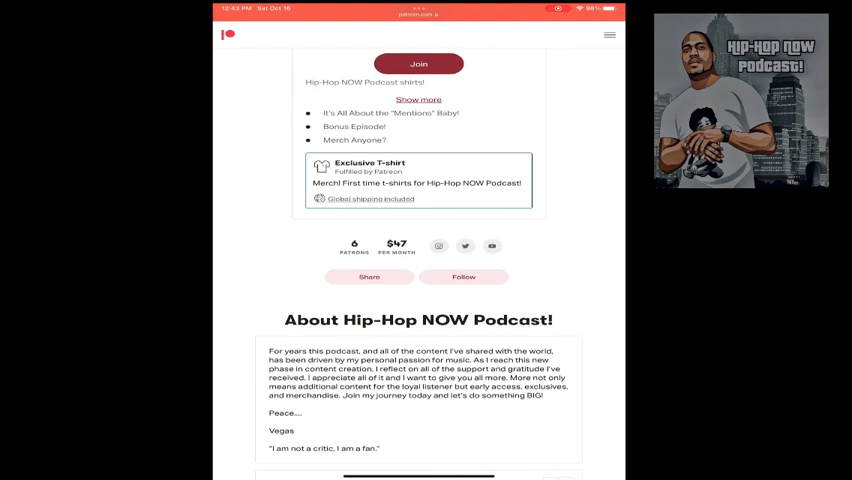 12:43 PM Sat Oct 16
98%
patreon.com
HIP-HOP NOW
PODCAST!
Join
Hip-Hop NOW Podcast shirts!
Show more
It's All About the "Mentions" Baby!
Bonus Episode!
Merch Anyone?
Exclusive T-shirt
Fulfilled by Patreon
Merch! First time t-shirts for Hip-Hop NOW Podcast!
Global shipping included
6
PATRONS
$47
PER MONTH
Share
Follow
About Hip-Hop NOW Podcast!
For years this podcast, and all of the content I've shared with the world,
has been driven by my personal passion for music. As I reach this new
phase in content creation, I reflect on all of the support and gratitude I've
received. I appreciate all of it and I want to give you all more. More not only
means additional content for the loyal listener but early access, exclusives,
and merchandise. Join my journey today and let's do something BIG!
Peace....
Vegas
"I am not a critic, I am a fan."